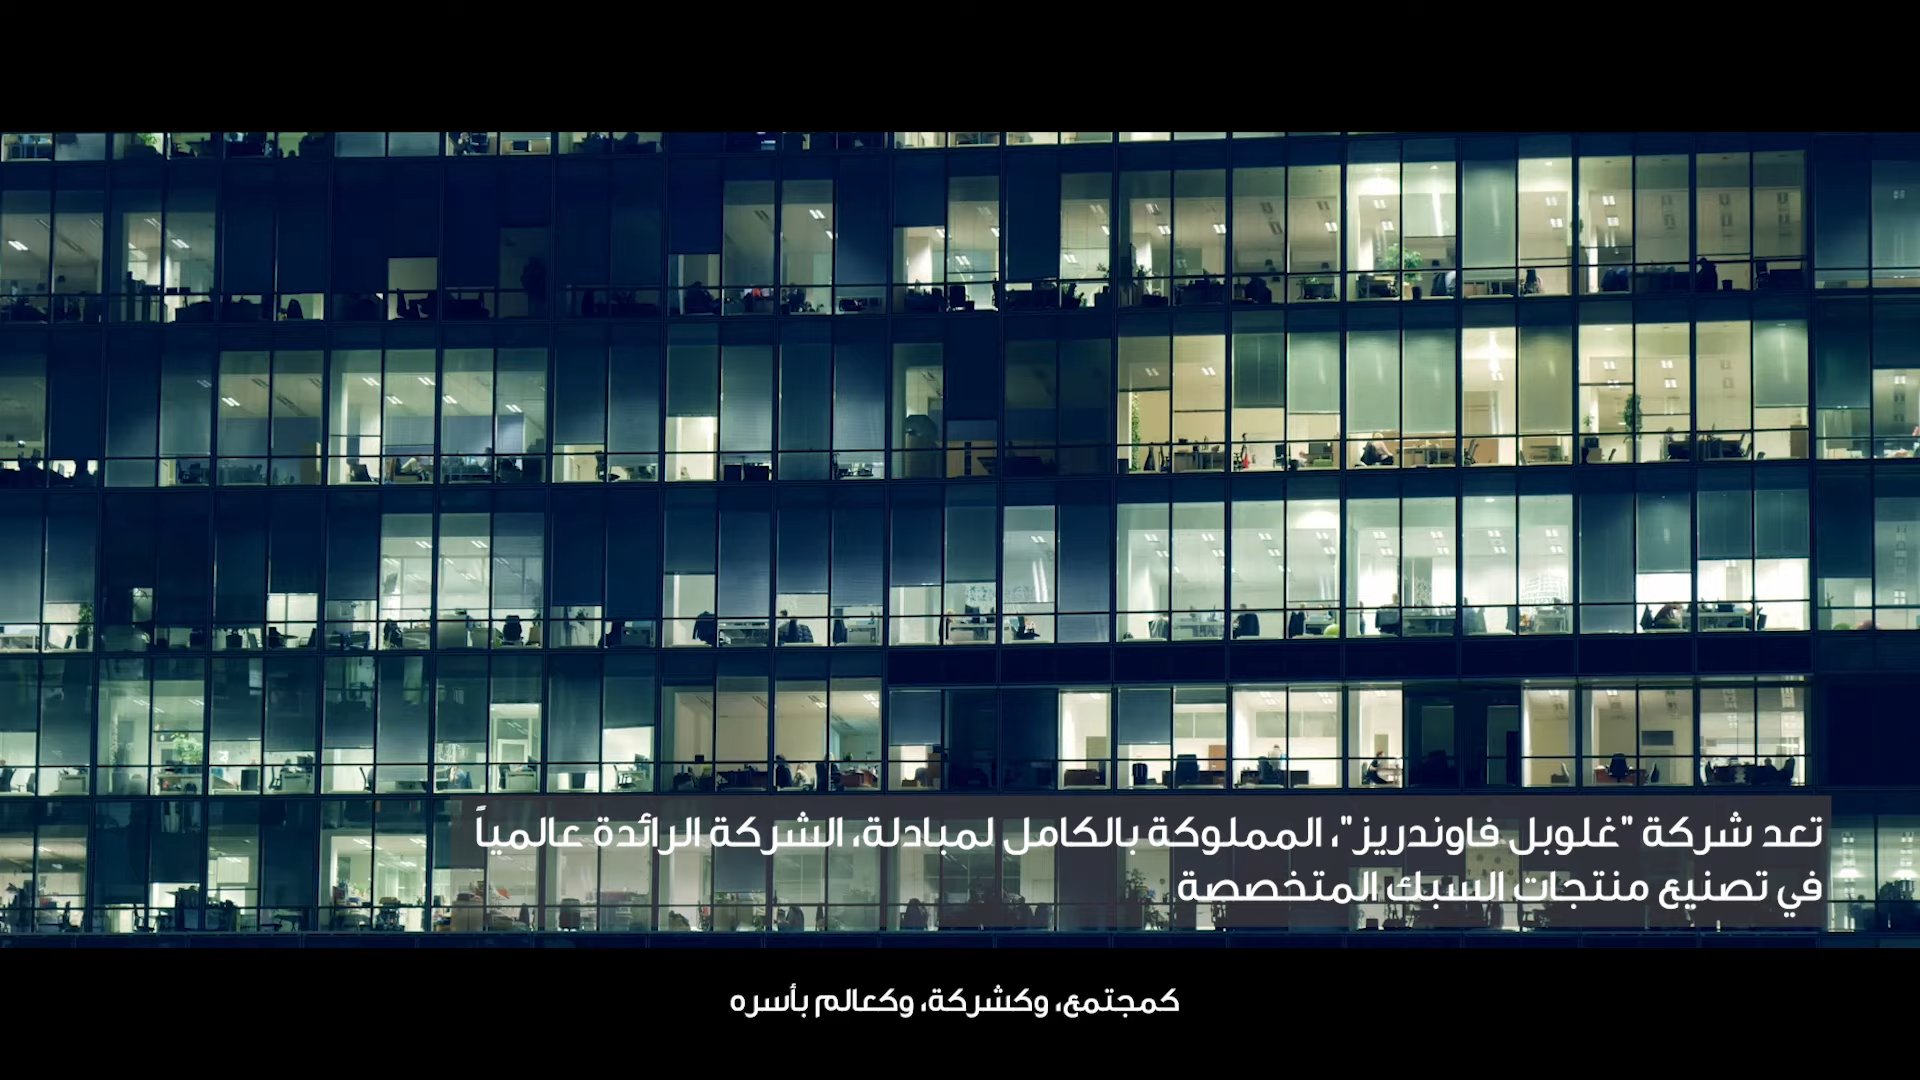 تعد شركة "غلوبل فاوندريز"، المملوكة بالكامل لمبادلة، الشركة الرائدة عالمياً
في تصنيع منتجات السبك المتخصصة
كمجتمع، وكشركة، وكعالم بأسره